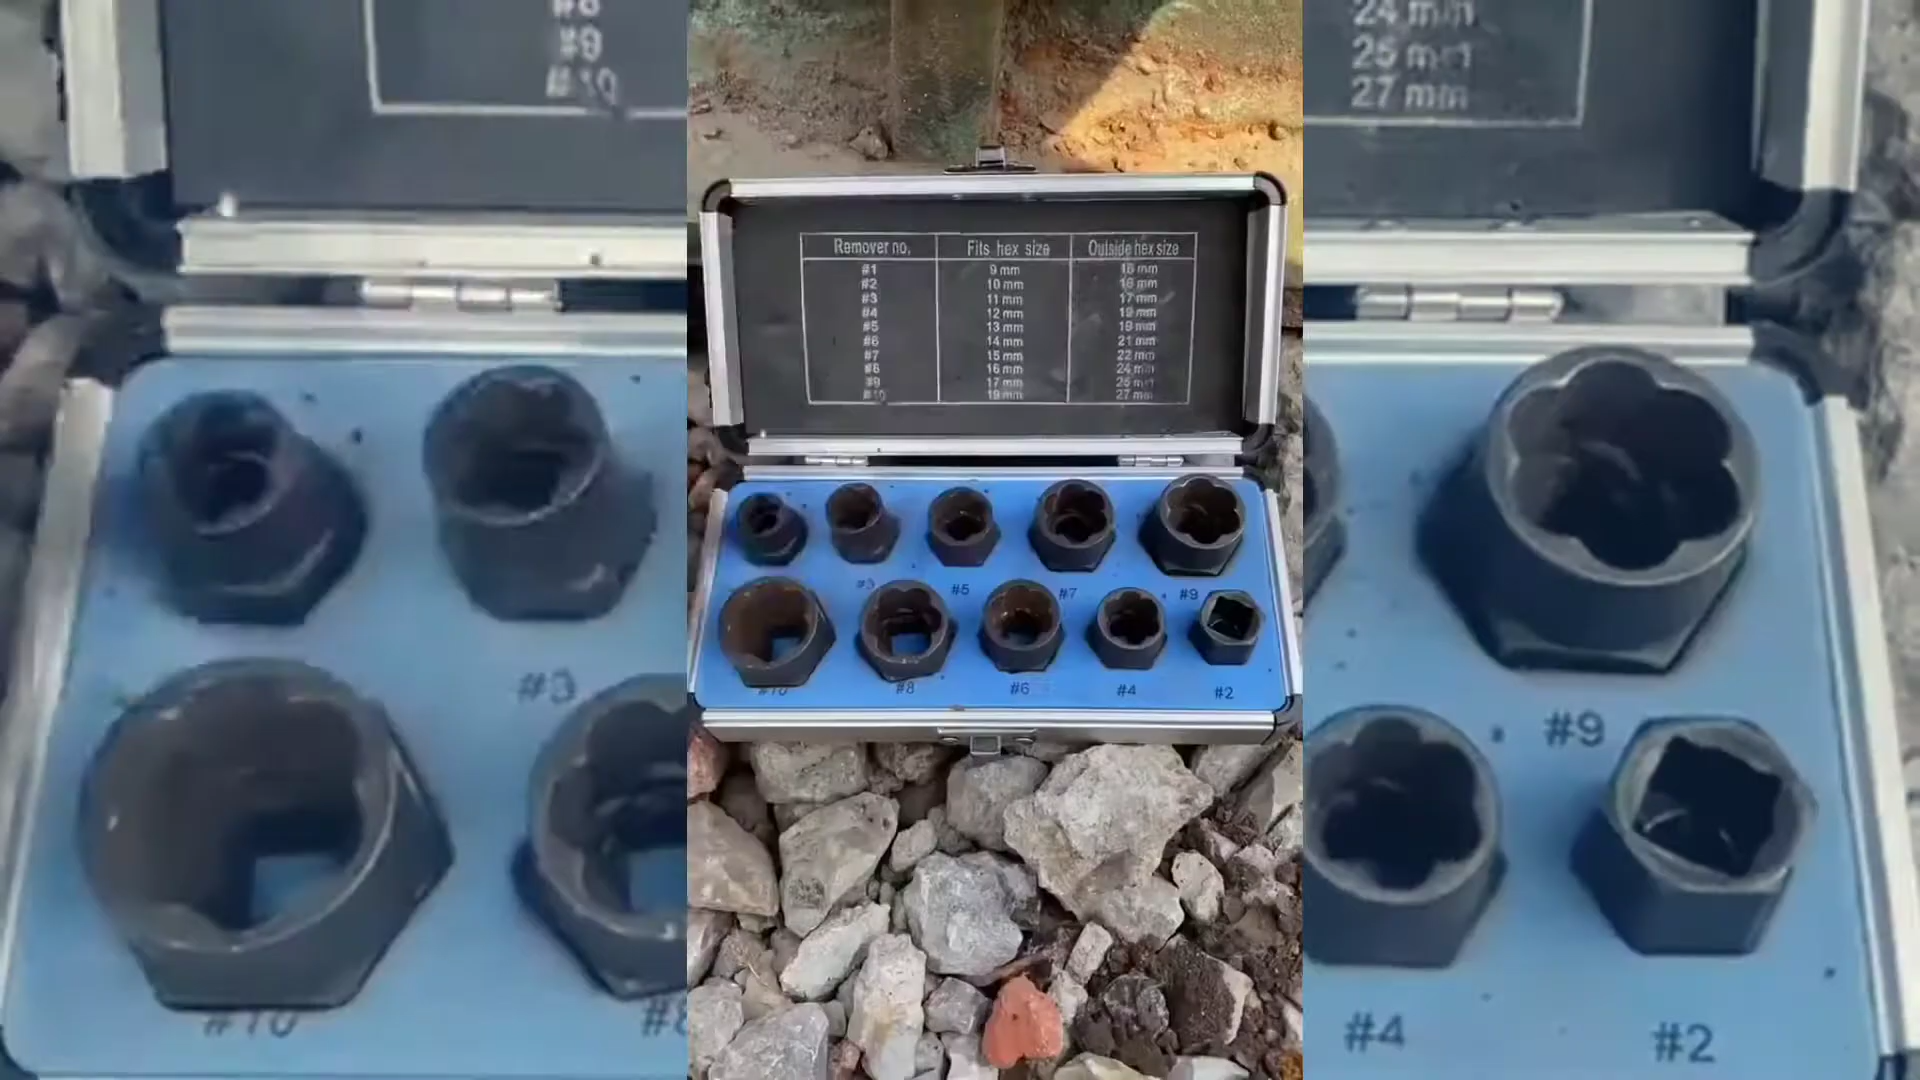 Remover no. Fits hex size Outside hex size
#1 9 mm 16 mm
#2 10 mm 16 mm
#3 11 mm 17 mm
#4 12 mm 19 mm
#5 13 mm 19 mm
#6 14 mm 21 mm
#7 15 mm 22 mm
#8 16 mm 24 mm
#9 17 mm 25 mm
#10 19 mm 27 mm
#3 #5 #7 #9
#10 #8 #6 #4 #2
#9
#10
24 mm
27 mm
#3
#10
#9
#4 #2